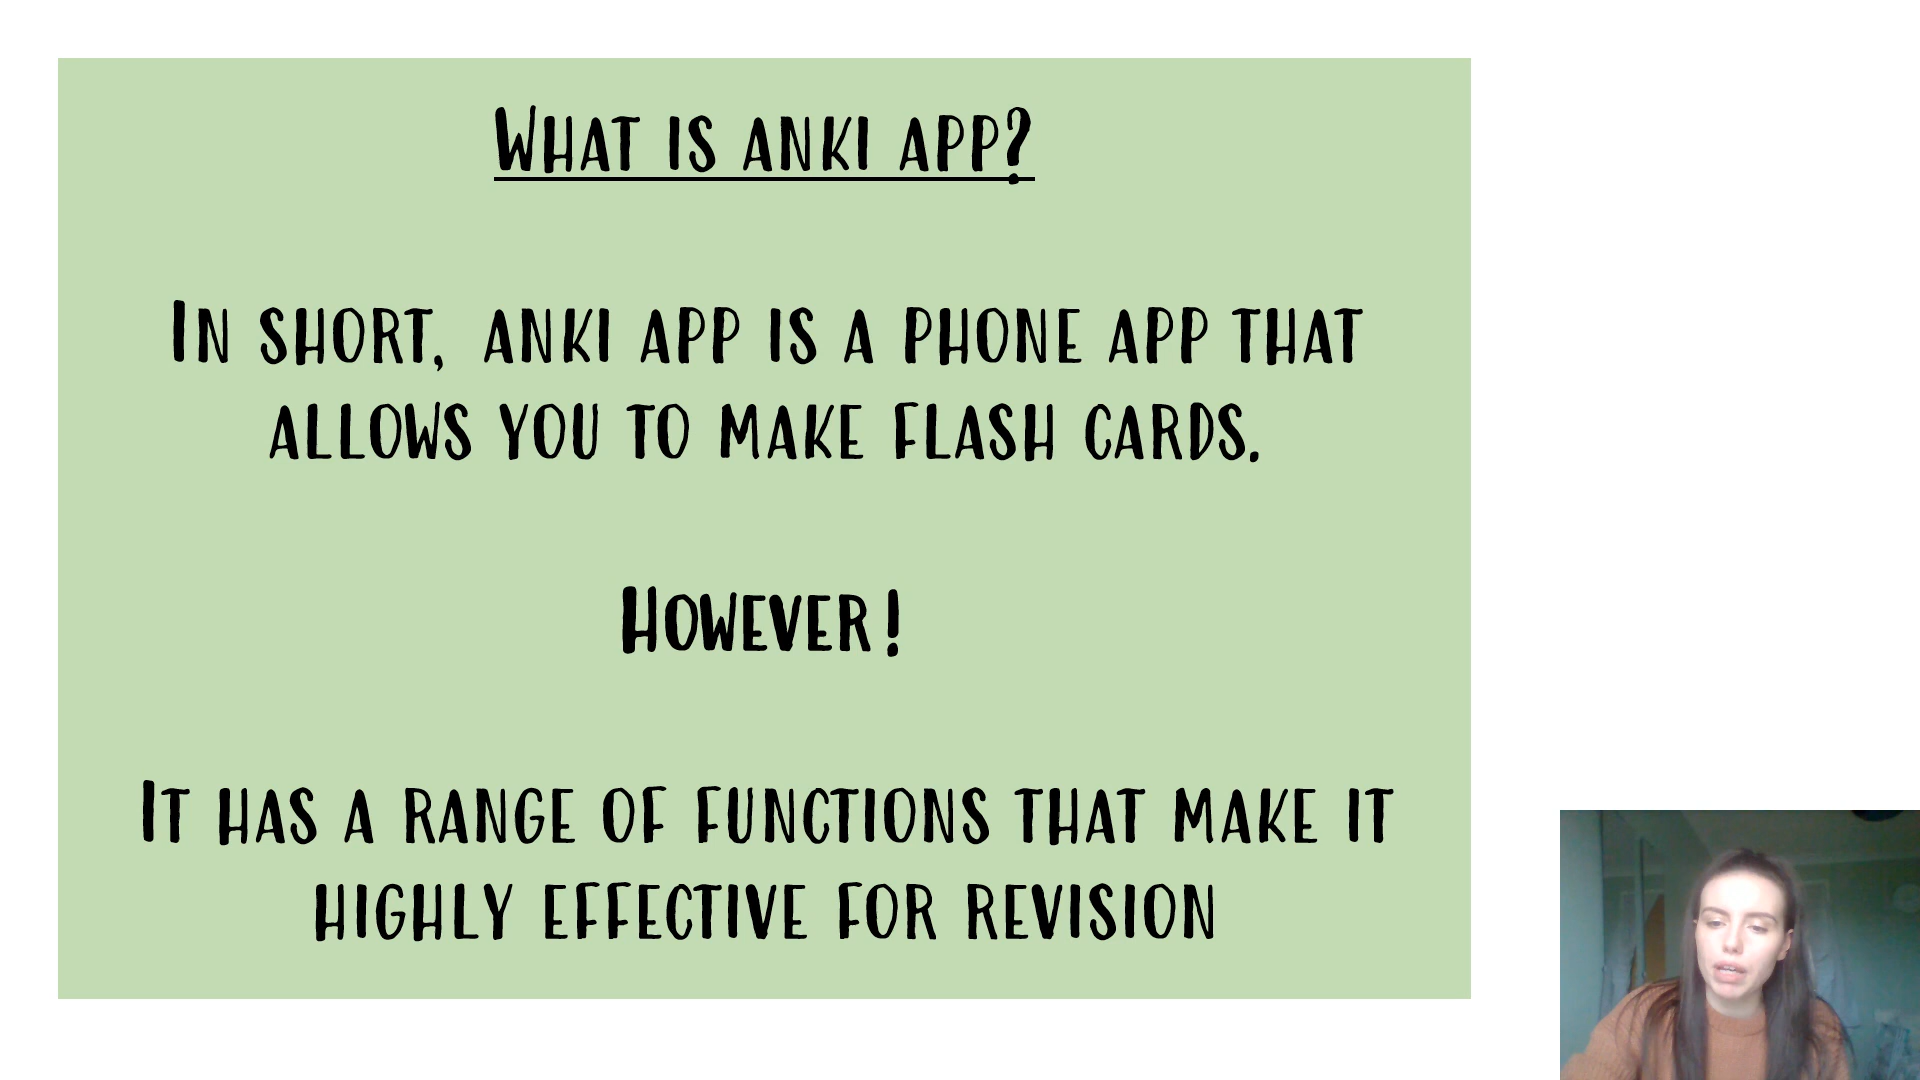 What is anki app?
In short, anki app is a phone app that
allows you to make flash cards.
However!
It has a range of functions that make it
highly effective for revision